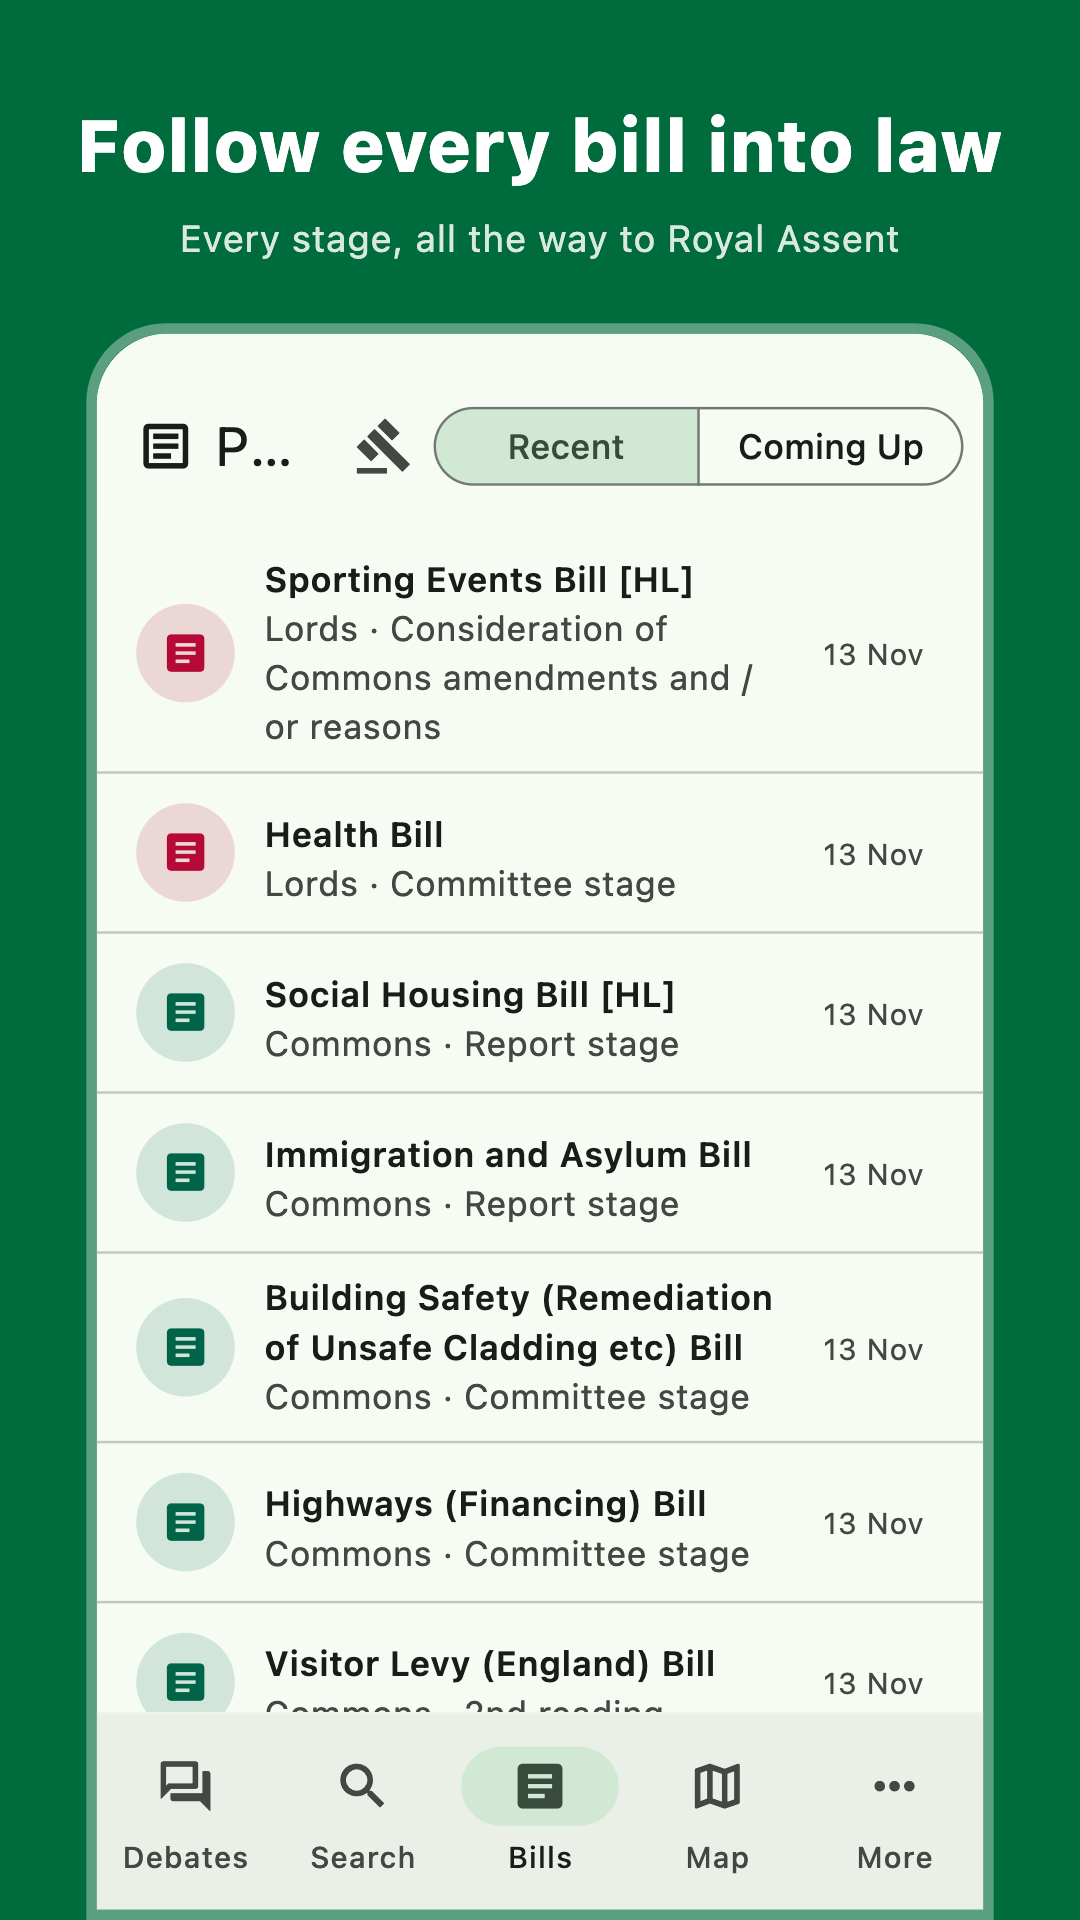 Follow every bill into law
Every stage, all the way to Royal Assent
P...
Recent
Coming Up
Sporting Events Bill [HL]
Lords · Consideration of
Commons amendments and /
or reasons
13 Nov
Health Bill
Lords · Committee stage
13 Nov
Social Housing Bill [HL]
Commons · Report stage
13 Nov
Immigration and Asylum Bill
Commons · Report stage
13 Nov
Building Safety (Remediation
of Unsafe Cladding etc) Bill
Commons · Committee stage
13 Nov
Highways (Financing) Bill
Commons · Committee stage
13 Nov
Visitor Levy (England) Bill
Commons · 2nd reading
13 Nov
Debates
Search
Bills
Map
More